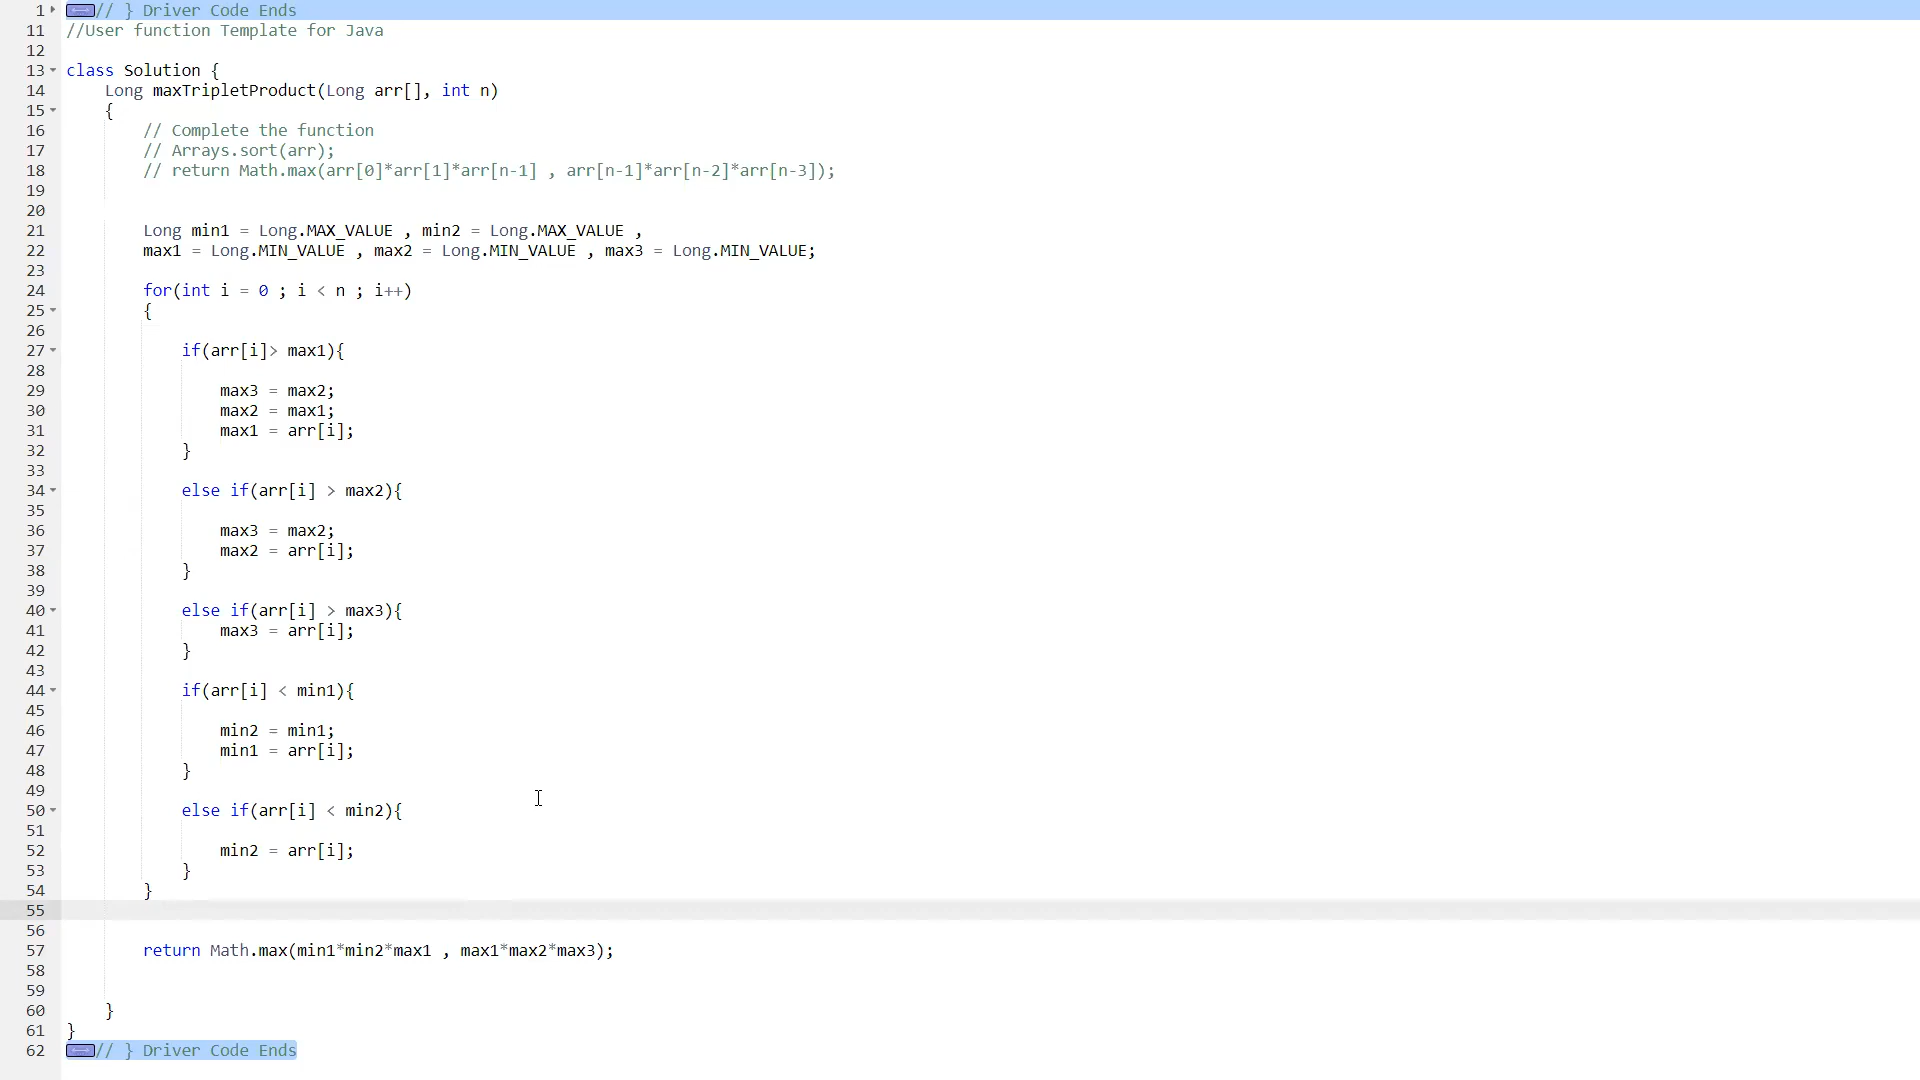 1 // } Driver Code Ends
11 //User function Template for Java
12
13 class Solution {
14     Long maxTripletProduct(Long arr[], int n)
15     {
16         // Complete the function
17         // Arrays.sort(arr);
18         // return Math.max(arr[0]*arr[1]*arr[n-1] , arr[n-1]*arr[n-2]*arr[n-3]);
19
20
21         Long min1 = Long.MAX_VALUE , min2 = Long.MAX_VALUE ,
22         max1 = Long.MIN_VALUE , max2 = Long.MIN_VALUE , max3 = Long.MIN_VALUE;
23
24         for(int i = 0 ; i < n ; i++)
25         {
26
27             if(arr[i]> max1){
28
29                 max3 = max2;
30                 max2 = max1;
31                 max1 = arr[i];
32             }
33
34             else if(arr[i] > max2){
35
36                 max3 = max2;
37                 max2 = arr[i];
38             }
39
40             else if(arr[i] > max3){
41                 max3 = arr[i];
42             }
43
44             if(arr[i] < min1){
45
46                 min2 = min1;
47                 min1 = arr[i];
48             }
49
50             else if(arr[i] < min2){
51
52                 min2 = arr[i];
53             }
54         }
55
56
57         return Math.max(min1*min2*max1 , max1*max2*max3);
58
59
60     }
61 }
62 // } Driver Code Ends